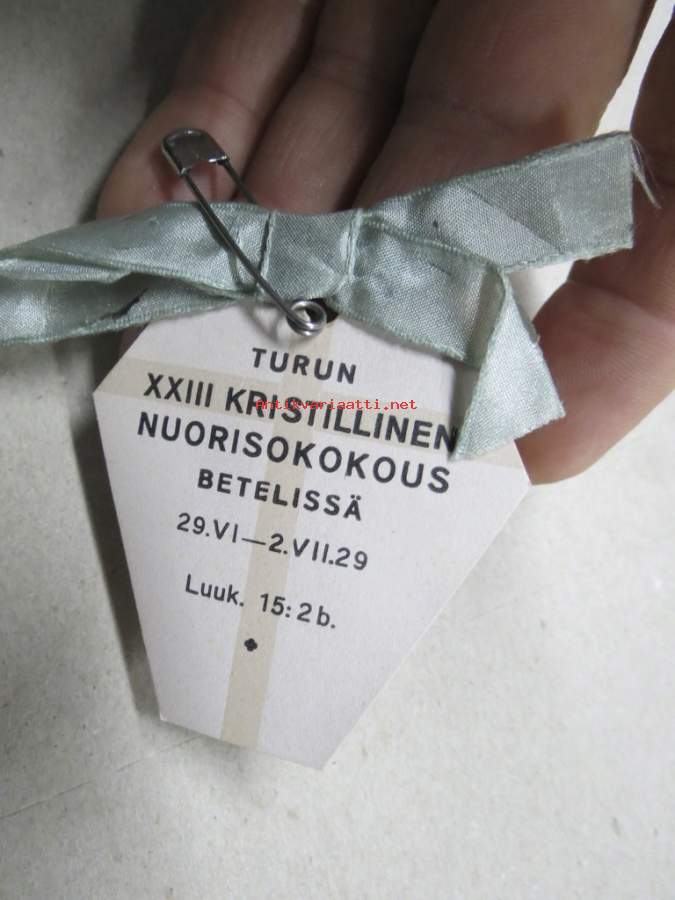 TURUN
XXIII KRISTILLINEN
Antikvariaatti.net
NUORISOKOKOUS
BETELISSÄ
29.VI—2.VII.29
Luuk. 15:2b.